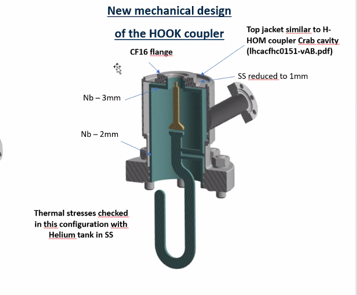 New mechanical design
of the HOOK coupler
Top jacket similar to H-
HOM coupler Crab cavity
(lhcacfhc0151-vAB.pdf)
CF16 flange
SS reduced to 1mm
Nb – 3mm
Nb – 2mm
Thermal stresses checked
in this configuration with
Helium tank in SS